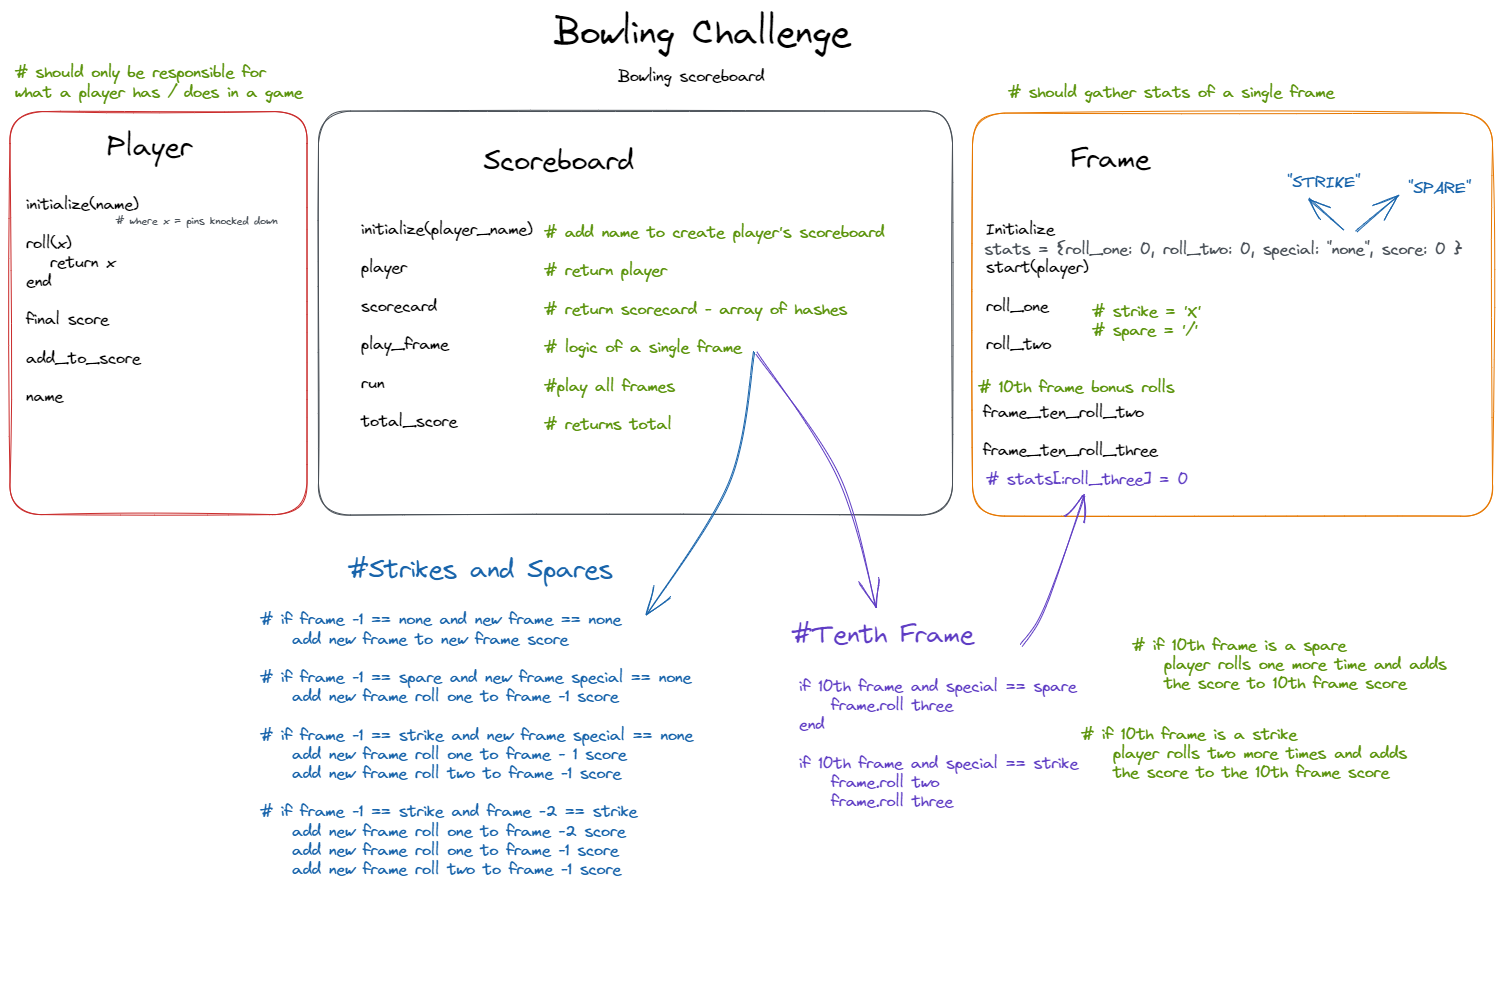 Bowling Challenge
Bowling scoreboard
# should only be responsible for
what a player has / does in a game
Player
initialize(name)
# where x = pins knocked down
roll(x)
return x
end
final score
add_to_score
name
Scoreboard
initialize(player_name) # add name to create player's scoreboard
player # return player
scorecard # return scorecard - array of hashes
play_frame # logic of a single frame
run #play all frames
total_score # returns total
# should gather stats of a single frame
Frame
"STRIKE" "SPARE"
Initialize
stats = {roll_one: 0, roll_two: 0, special: "none", score: 0 }
start(player)
roll_one # strike = 'X'
# spare = '/'
roll_two
# 10th frame bonus rolls
frame_ten_roll_two
frame_ten_roll_three
# stats[:roll_three] = 0
#Strikes and Spares
# if frame -1 == none and new frame == none
add new frame to new frame score
# if frame -1 == spare and new frame special == none
add new frame roll one to frame -1 score
# if frame -1 == strike and new frame special == none
add new frame roll one to frame - 1 score
add new frame roll two to frame -1 score
# if frame -1 == strike and frame -2 == strike
add new frame roll one to frame -2 score
add new frame roll one to frame -1 score
add new frame roll two to frame -1 score
#Tenth Frame
if 10th frame and special == spare
frame.roll three
end
if 10th frame and special == strike
frame.roll two
frame.roll three
# if 10th frame is a spare
player rolls one more time and adds
the score to 10th frame score
# if 10th frame is a strike
player rolls two more times and adds
the score to the 10th frame score